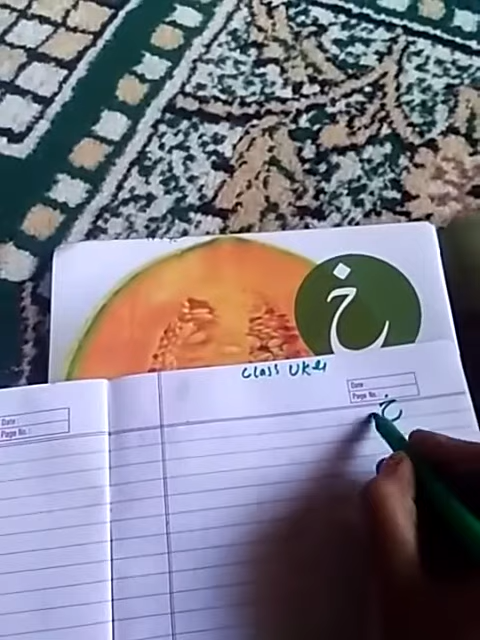 خ
Class UKG
Date :
Page No. :
خ
Date :
Page No. :